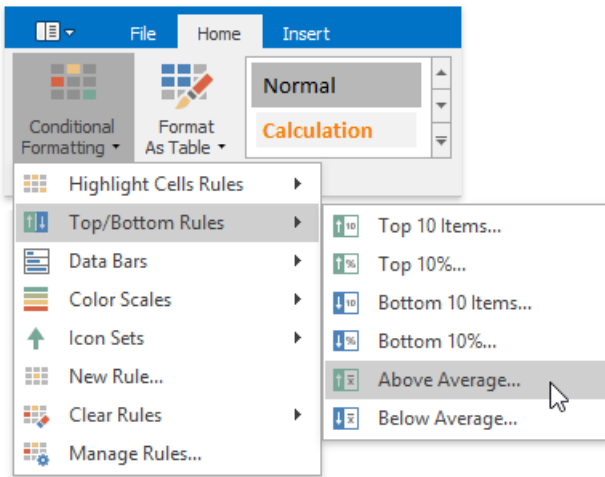 File Home Insert
Conditional Formatting
Format As Table
Normal
Calculation
Highlight Cells Rules
Top/Bottom Rules
Data Bars
Color Scales
Icon Sets
New Rule...
Clear Rules
Manage Rules...
10 Top 10 Items...
% Top 10%...
10 Bottom 10 Items...
% Bottom 10%...
x̄ Above Average...
x̄ Below Average...